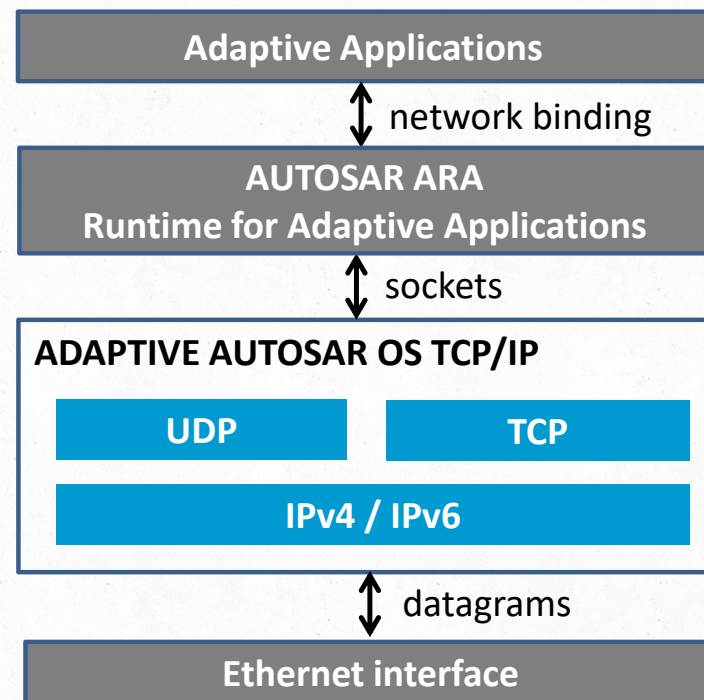 Adaptive Applications
network binding
AUTOSAR ARA
Runtime for Adaptive Applications
sockets
ADAPTIVE AUTOSAR OS TCP/IP
UDP
TCP
IPv4 / IPv6
datagrams
Ethernet interface